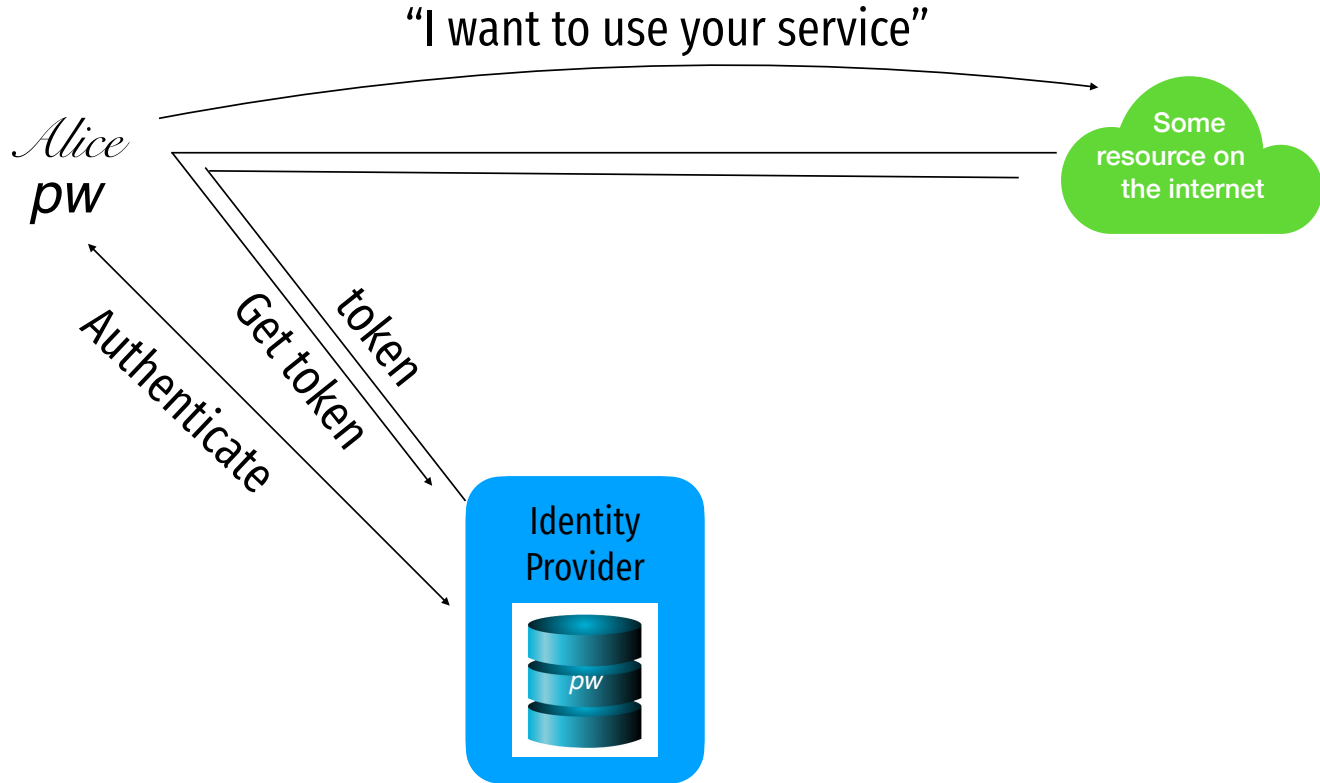 “I want to use your service”
Alice
pw
Some
resource on
the internet
token
Get token
Authenticate
Identity
Provider
pw